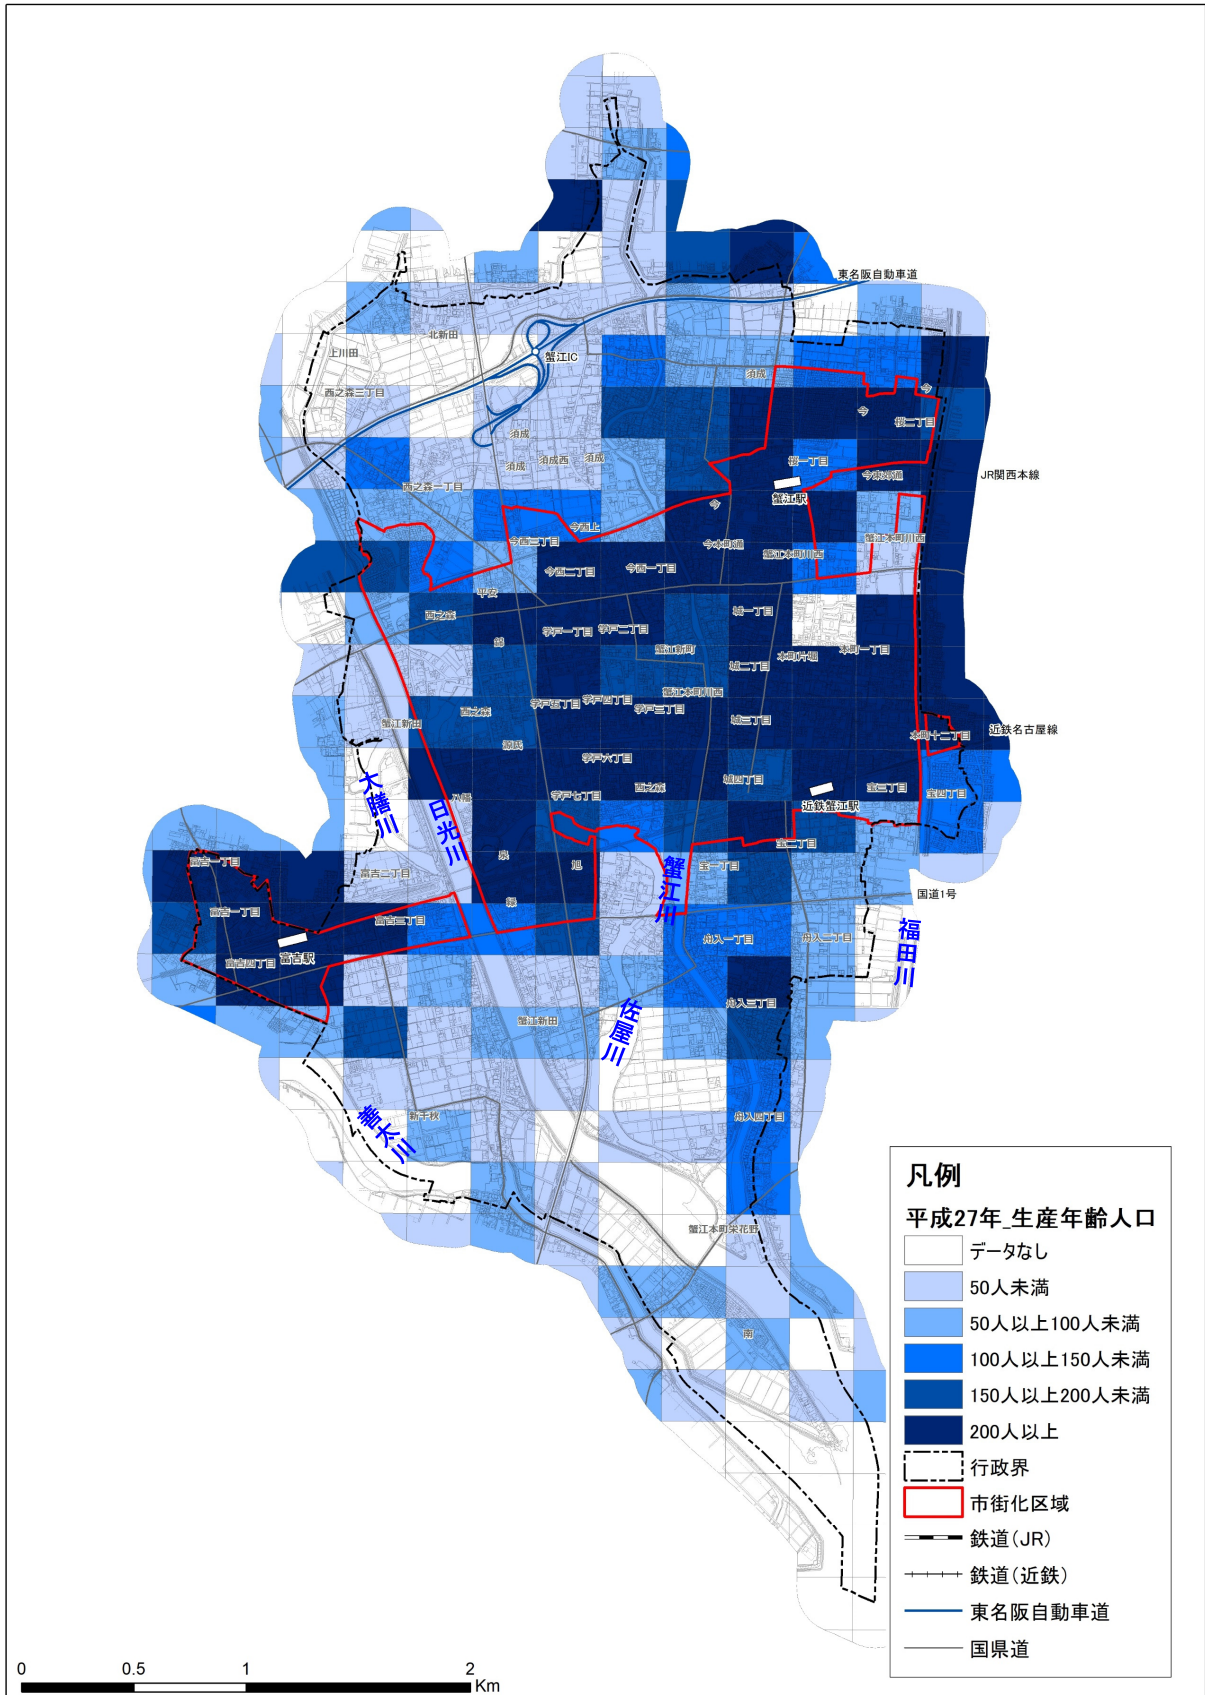 東名阪自動車道
北新田
上川田
蟹江IC
須成
西之森三丁目
今
今
桜二丁目
須成
須成
須成西
須成
桜一丁目
今東郊通
JR関西本線
西之森一丁目
蟹江駅
今
今西上
今西三丁目
今本町通
蟹江本町川西
蟹江本町川西
今西二丁目
今西一丁目
平安
西之森
城一丁目
学戸一丁目
学戸二丁目
錦
蟹江新町
本町片堀
本町一丁目
城二丁目
蟹江本町川西
学戸五丁目
学戸四丁目
学戸三丁目
西之森
蟹江新田
城三丁目
近鉄名古屋線
本町十二丁目
源氏
学戸六丁目
城四丁目
西之森
宝三丁目
宝四丁目
大膳川
日光川
八幡
学戸七丁目
近鉄蟹江駅
宝二丁目
泉
旭
蟹江川
宝一丁目
富吉一丁目
富吉二丁目
国道1号
緑
富吉一丁目
富吉三丁目
福田川
舟入一丁目
舟入二丁目
富吉駅
富吉四丁目
舟入三丁目
佐屋川
蟹江新田
新千秋
善太川
舟入四丁目
蟹江本町栄花野
南
凡例
平成27年_生産年齢人口
データなし
50人未満
50人以上100人未満
100人以上150人未満
150人以上200人未満
200人以上
行政界
市街化区域
鉄道(JR)
鉄道(近鉄)
東名阪自動車道
国県道
0 0.5 1 2
Km